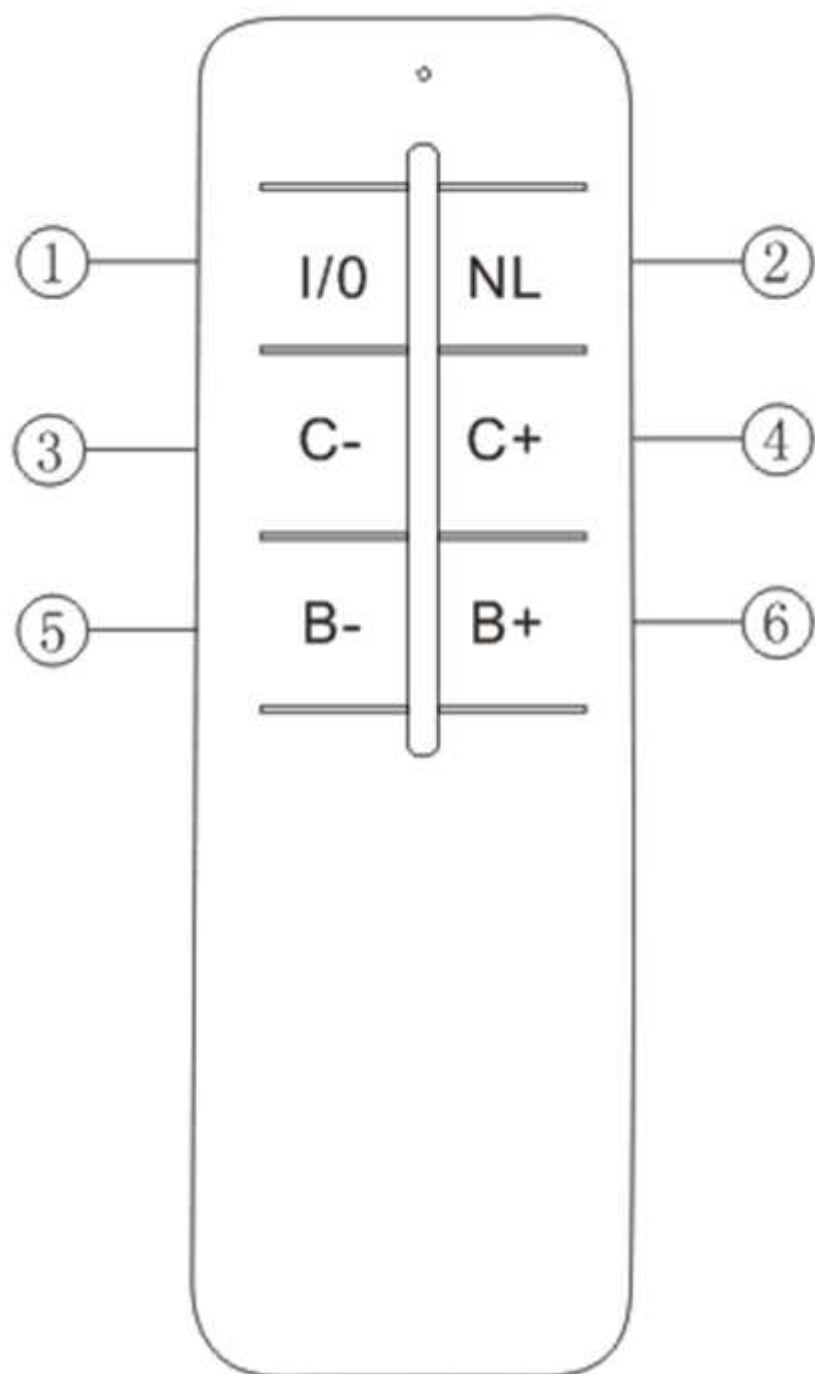 ① I/0 NL ②
③ C- C+ ④
⑤ B- B+ ⑥